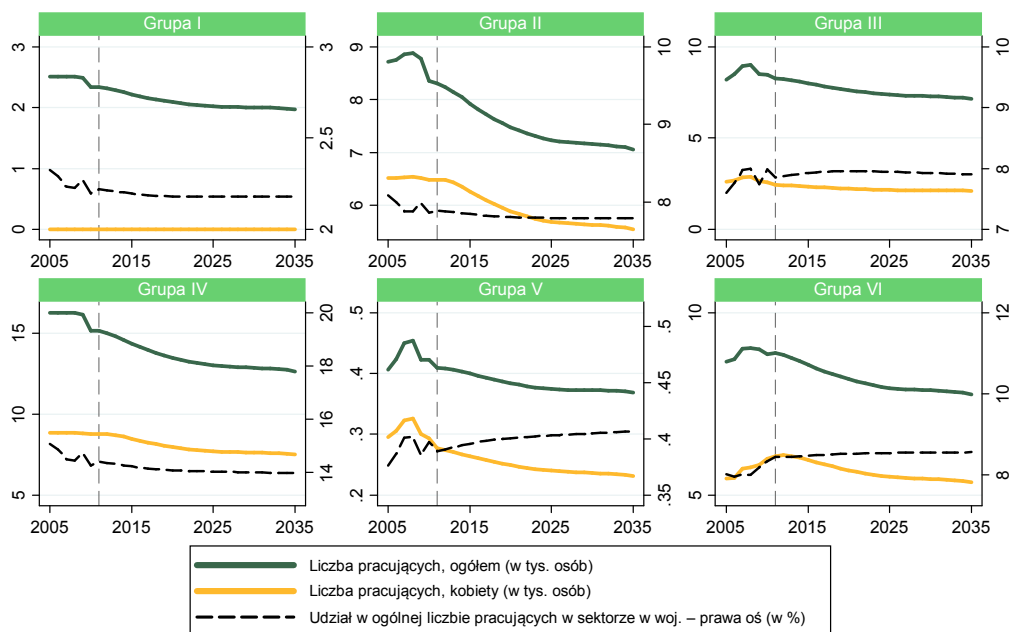 Grupa I
Grupa II
Grupa III
3
2
1
0
3
2.5
2
2005 2015 2025 2035
9
8
7
6
10
9
8
2005 2015 2025 2035
10
5
0
10
9
8
7
2005 2015 2025 2035
Grupa IV
Grupa V
Grupa VI
15
10
5
20
18
16
14
2005 2015 2025 2035
.5
.4
.3
.2
.5
.45
.4
.35
2005 2015 2025 2035
10
5
12
10
8
2005 2015 2025 2035
Liczba pracujących, ogółem (w tys. osób)
Liczba pracujących, kobiety (w tys. osób)
Udział w ogólnej liczbie pracujących w sektorze w woj. – prawa oś (w %)